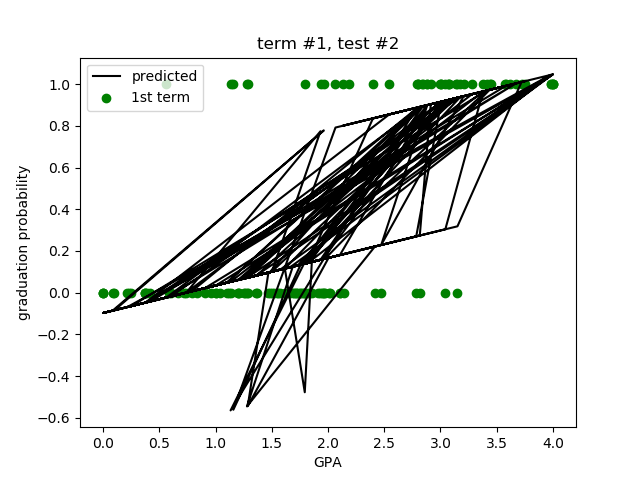 term #1, test #2
predicted
1st term
graduation probability
1.0
0.8
0.6
0.4
0.2
0.0
−0.2
−0.4
−0.6
0.0 0.5 1.0 1.5 2.0 2.5 3.0 3.5 4.0
GPA